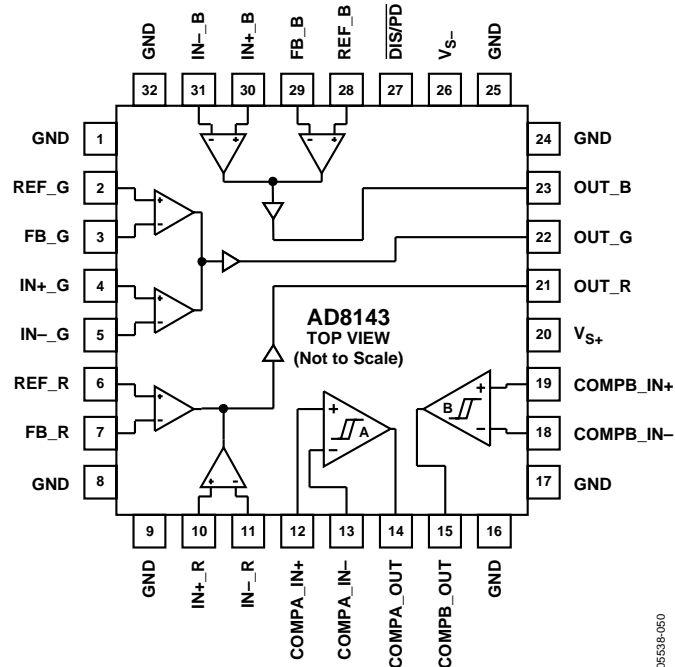 GND
IN–_B
IN+_B
FB_B
REF_B
DIS/PD
VS–
GND
32
31
30
29
28
27
26
25
GND 1
REF_G 2
FB_G 3
IN+_G 4
IN–_G 5
REF_R 6
FB_R 7
GND 8
24 GND
23 OUT_B
22 OUT_G
21 OUT_R
20 VS+
19 COMPB_IN+
18 COMPB_IN–
17 GND
AD8143
TOP VIEW
(Not to Scale)
- +
- +
+
-
+
-
+
-
+ -
+
-
A
+
-
B
9
10
11
12
13
14
15
16
GND
IN+_R
IN–_R
COMPA_IN+
COMPA_IN–
COMPA_OUT
COMPB_OUT
GND
05538-050